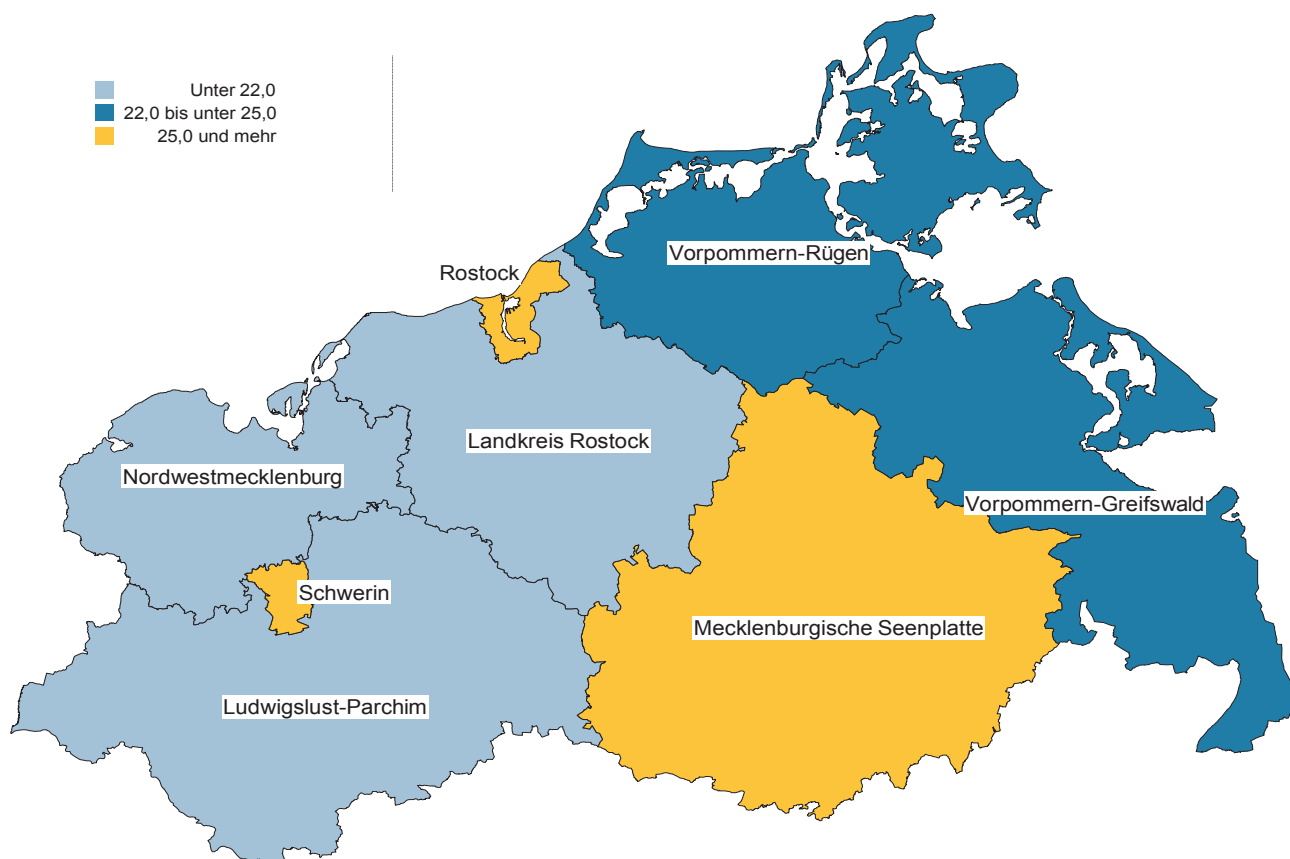 Unter 22,0
22,0 bis unter 25,0
25,0 und mehr
Vorpommern-Rügen
Rostock
Landkreis Rostock
Nordwestmecklenburg
Vorpommern-Greifswald
Schwerin
Mecklenburgische Seenplatte
Ludwigslust-Parchim